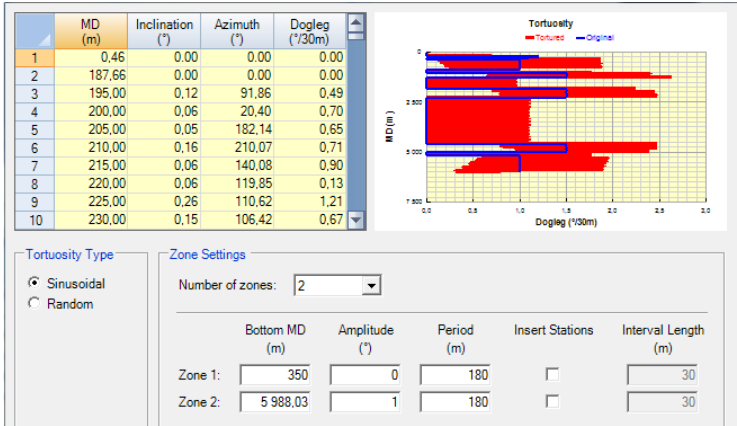 MD Inclination Azimuth Dogleg
(m) (°) (°) (°/30m)
1 0,46 0.00 0.00 0.00
2 187,66 0.00 0.00 0.00
3 195,00 0,12 91,86 0,49
4 200,00 0,06 20,40 0,70
5 205,00 0,05 182,14 0,65
6 210,00 0,16 210,07 0,71
7 215,00 0,06 140,08 0,90
8 220,00 0,06 119,85 0,13
9 225,00 0,26 110,62 1,21
10 230,00 0,15 106,42 0,67
Tortuosity
Tortured Original
0
2 500
5 000
7 500
MD (m)
0,0 0,5 1,0 1,5 2,0 2,5 3,0
Dogleg (°/30m)
Tortuosity Type
Sinusoidal
Random
Zone Settings
Number of zones: 2
Bottom MD Amplitude Period Insert Stations Interval Length
(m) (°) (m) (m)
Zone 1: 350 0 180 30
Zone 2: 5 988,03 1 180 30